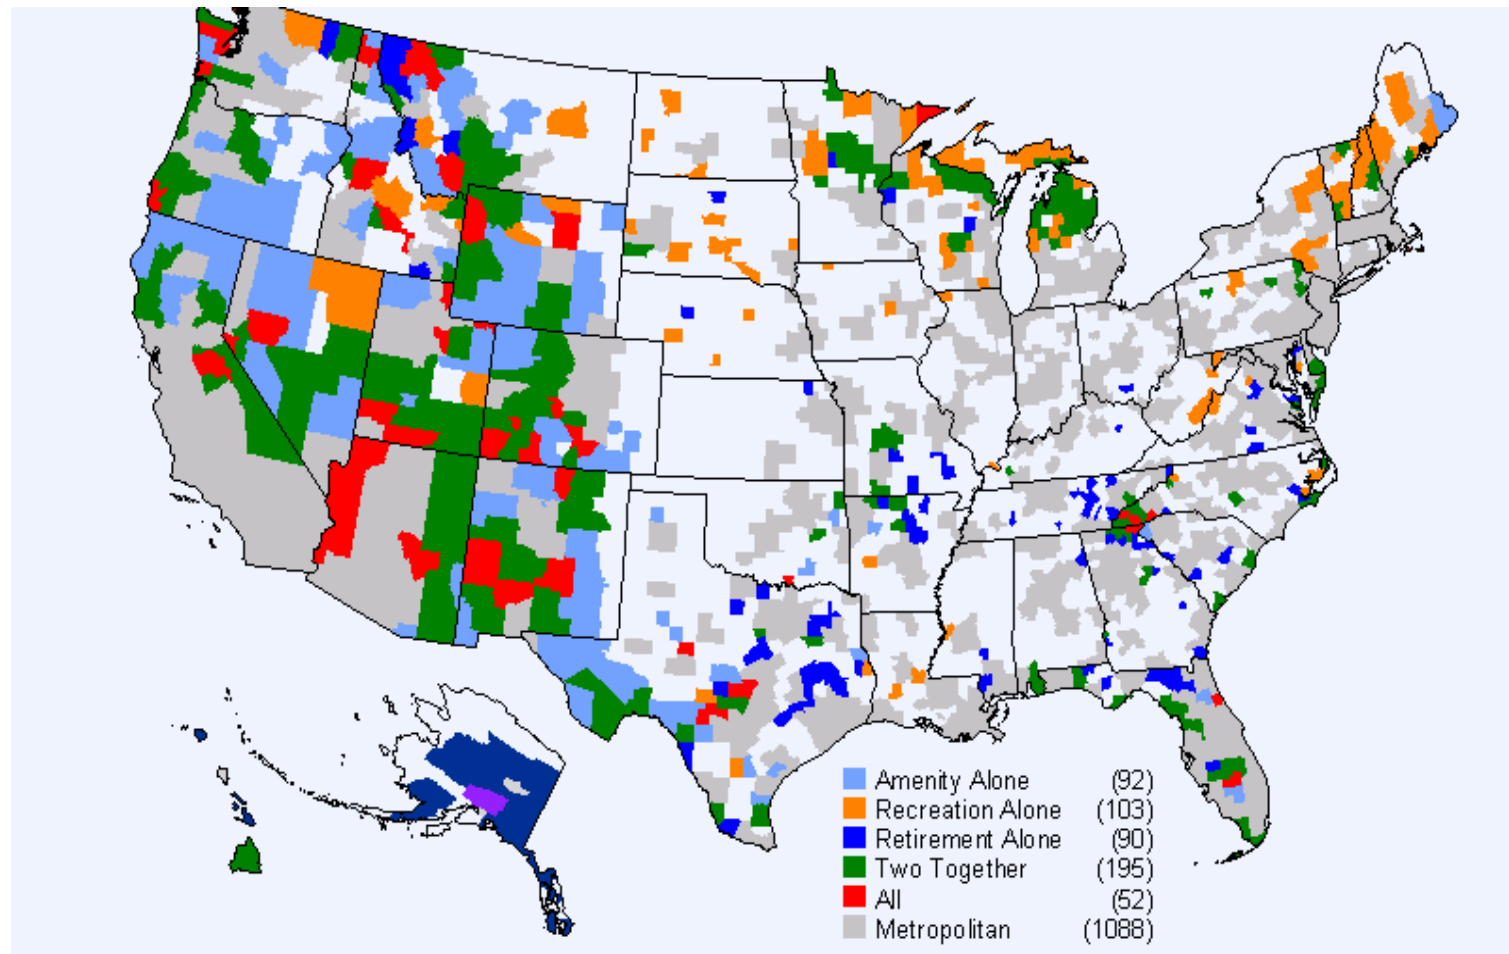 Amenity Alone (92)
Recreation Alone (103)
Retirement Alone (90)
Two Together (195)
All (52)
Metropolitan (1088)